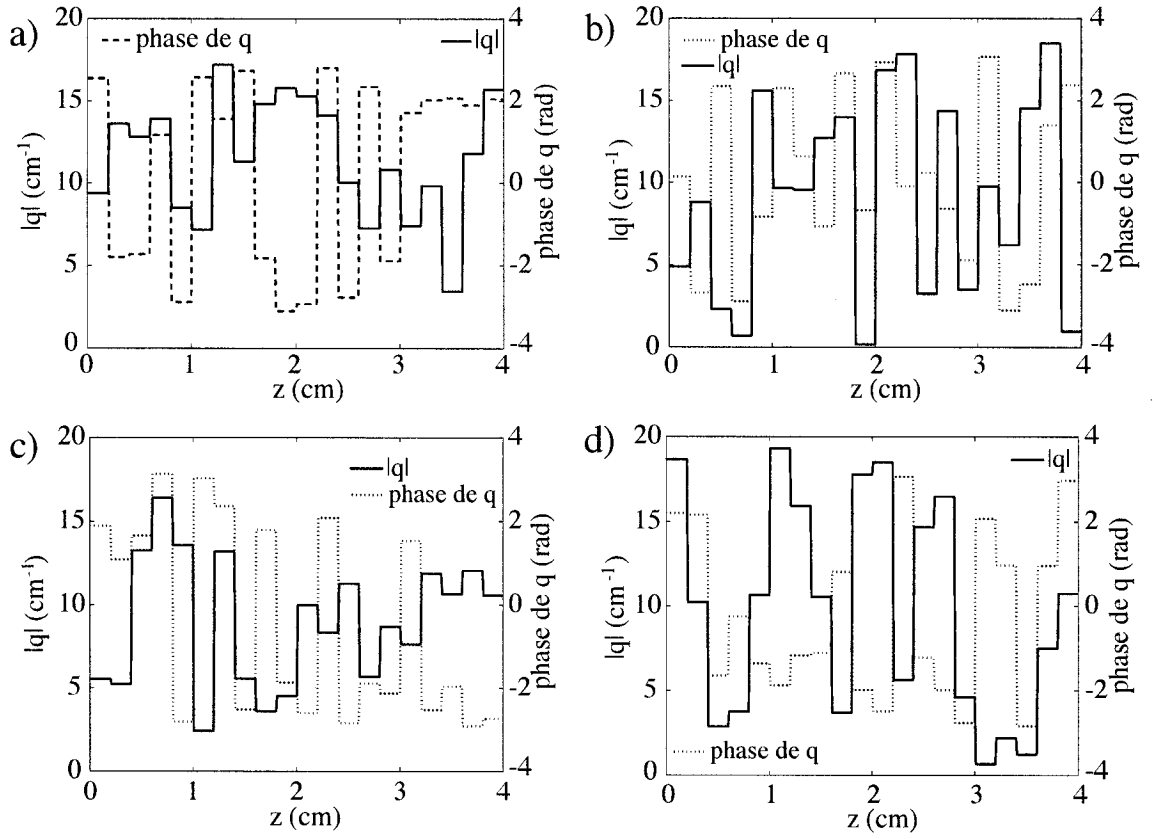 a)
phase de q
|q|
20
15
10
5
0
|q| (cm⁻¹)
4
2
0
-2
-4
phase de q (rad)
0 1 2 3 4
z (cm)
b)
phase de q
|q|
20
15
10
5
0
|q| (cm⁻¹)
4
2
0
-2
-4
phase de q (rad)
0 1 2 3 4
z (cm)
c)
|q|
phase de q
20
15
10
5
0
|q| (cm⁻¹)
4
2
0
-2
-4
phase de q (rad)
0 1 2 3 4
z (cm)
d)
|q|
phase de q
20
15
10
5
0
|q| (cm⁻¹)
4
2
0
-2
-4
phase de q (rad)
0 1 2 3 4
z (cm)